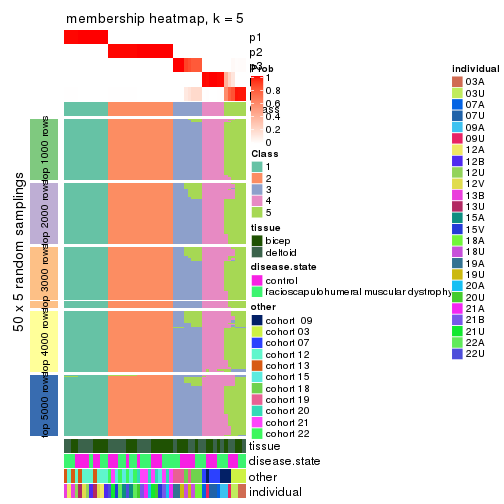 membership heatmap, k = 5
p1
p2
p3
Prob
1
0.8
0.6
0.4
0.2
0
Class
1
2
3
4
5
tissue
bicep
deltoid
disease.state
control
facioscapulohumeral muscular dystrophy
other
cohort 09
cohort 03
cohort 07
cohort 12
cohort 13
cohort 15
cohort 18
cohort 19
cohort 20
cohort 21
cohort 22
individual
03A
03U
07A
07U
09A
09U
12A
12B
12U
12V
13B
13U
15A
15V
18A
18U
19A
19U
20A
20U
21A
21B
21U
22A
22U
50 x 5 random samplings
top 1000 rows
top 2000 rows
top 3000 rows
top 4000 rows
top 5000 rows
tissue
disease.state
other
individual